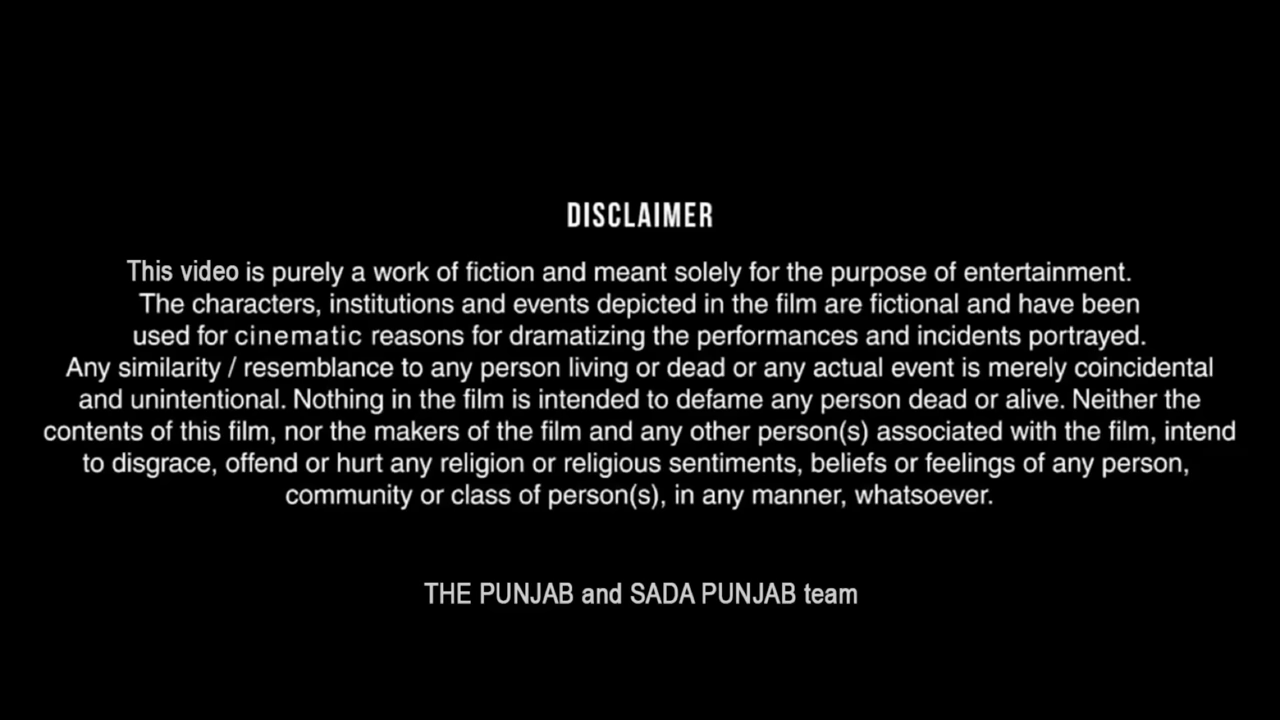 DISCLAIMER
This video is purely a work of fiction and meant solely for the purpose of entertainment.
The characters, institutions and events depicted in the film are fictional and have been
used for cinematic reasons for dramatizing the performances and incidents portrayed.
Any similarity / resemblance to any person living or dead or any actual event is merely coincidental
and unintentional. Nothing in the film is intended to defame any person dead or alive. Neither the
contents of this film, nor the makers of the film and any other person(s) associated with the film, intend
to disgrace, offend or hurt any religion or religious sentiments, beliefs or feelings of any person,
community or class of person(s), in any manner, whatsoever.
THE PUNJAB and SADA PUNJAB team